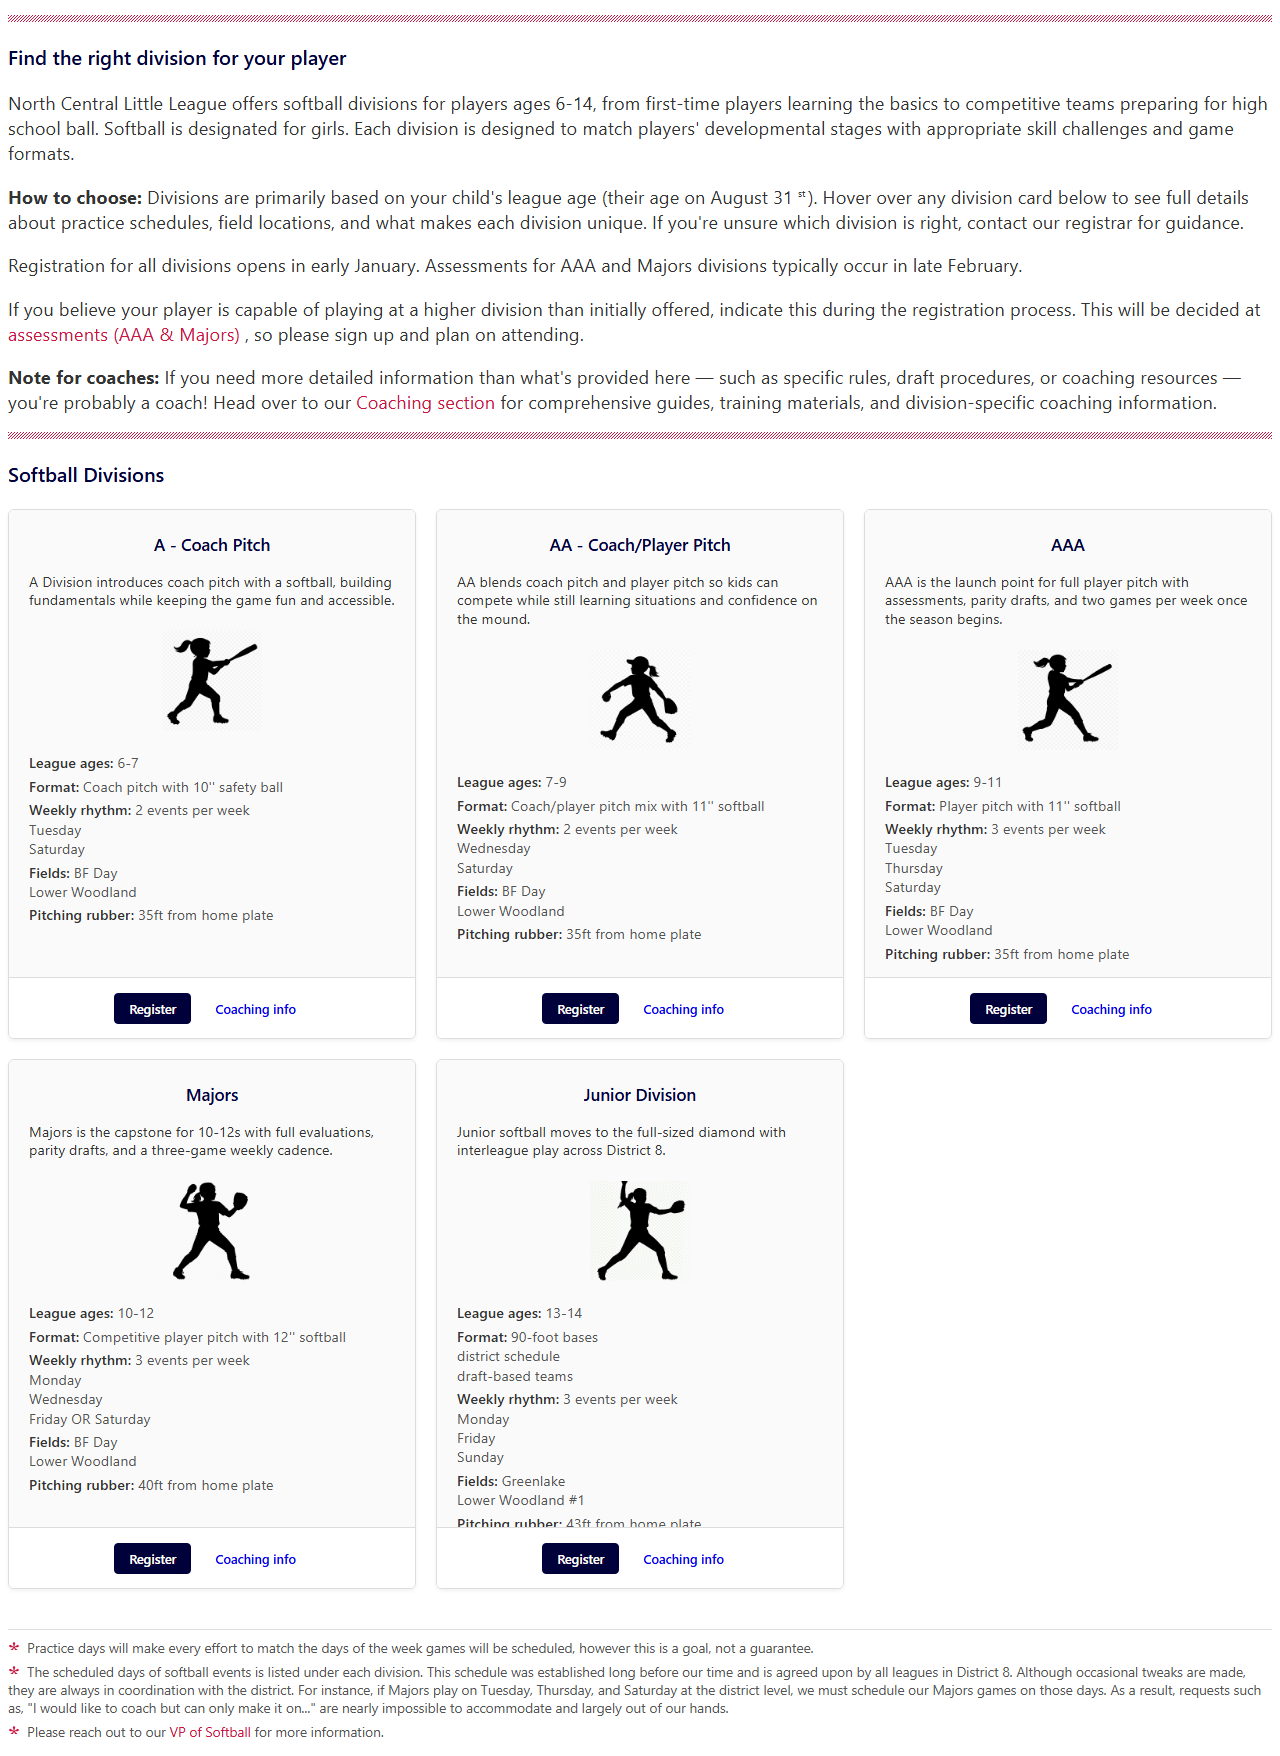 Find the right division for your player
North Central Little League offers softball divisions for players ages 6-14, from first-time players learning the basics to competitive teams preparing for high
school ball. Softball is designated for girls. Each division is designed to match players' developmental stages with appropriate skill challenges and game
formats.
How to choose: Divisions are primarily based on your child's league age (their age on August 31 st). Hover over any division card below to see full details
about practice schedules, field locations, and what makes each division unique. If you're unsure which division is right, contact our registrar for guidance.
Registration for all divisions opens in early January. Assessments for AAA and Majors divisions typically occur in late February.
If you believe your player is capable of playing at a higher division than initially offered, indicate this during the registration process. This will be decided at
assessments (AAA & Majors) , so please sign up and plan on attending.
Note for coaches: If you need more detailed information than what's provided here — such as specific rules, draft procedures, or coaching resources —
you're probably a coach! Head over to our Coaching section for comprehensive guides, training materials, and division-specific coaching information.
Softball Divisions
A - Coach Pitch
A Division introduces coach pitch with a softball, building
fundamentals while keeping the game fun and accessible.
League ages: 6-7
Format: Coach pitch with 10'' safety ball
Weekly rhythm: 2 events per week
Tuesday
Saturday
Fields: BF Day
Lower Woodland
Pitching rubber: 35ft from home plate
Register
Coaching info
AA - Coach/Player Pitch
AA blends coach pitch and player pitch so kids can
compete while still learning situations and confidence on
the mound.
League ages: 7-9
Format: Coach/player pitch mix with 11'' softball
Weekly rhythm: 2 events per week
Wednesday
Saturday
Fields: BF Day
Lower Woodland
Pitching rubber: 35ft from home plate
Register
Coaching info
AAA
AAA is the launch point for full player pitch with
assessments, parity drafts, and two games per week once
the season begins.
League ages: 9-11
Format: Player pitch with 11'' softball
Weekly rhythm: 3 events per week
Tuesday
Thursday
Saturday
Fields: BF Day
Lower Woodland
Pitching rubber: 35ft from home plate
Register
Coaching info
Majors
Majors is the capstone for 10-12s with full evaluations,
parity drafts, and a three-game weekly cadence.
League ages: 10-12
Format: Competitive player pitch with 12'' softball
Weekly rhythm: 3 events per week
Monday
Wednesday
Friday OR Saturday
Fields: BF Day
Lower Woodland
Pitching rubber: 40ft from home plate
Register
Coaching info
Junior Division
Junior softball moves to the full-sized diamond with
interleague play across District 8.
League ages: 13-14
Format: 90-foot bases
district schedule
draft-based teams
Weekly rhythm: 3 events per week
Monday
Friday
Sunday
Fields: Greenlake
Lower Woodland #1
Pitching rubber: 43ft from home plate
Register
Coaching info
* Practice days will make every effort to match the days of the week games will be scheduled, however this is a goal, not a guarantee.
* The scheduled days of softball events is listed under each division. This schedule was established long before our time and is agreed upon by all leagues in District 8. Although occasional tweaks are made,
they are always in coordination with the district. For instance, if Majors play on Tuesday, Thursday, and Saturday at the district level, we must schedule our Majors games on those days. As a result, requests such
as, "I would like to coach but can only make it on..." are nearly impossible to accommodate and largely out of our hands.
* Please reach out to our VP of Softball for more information.